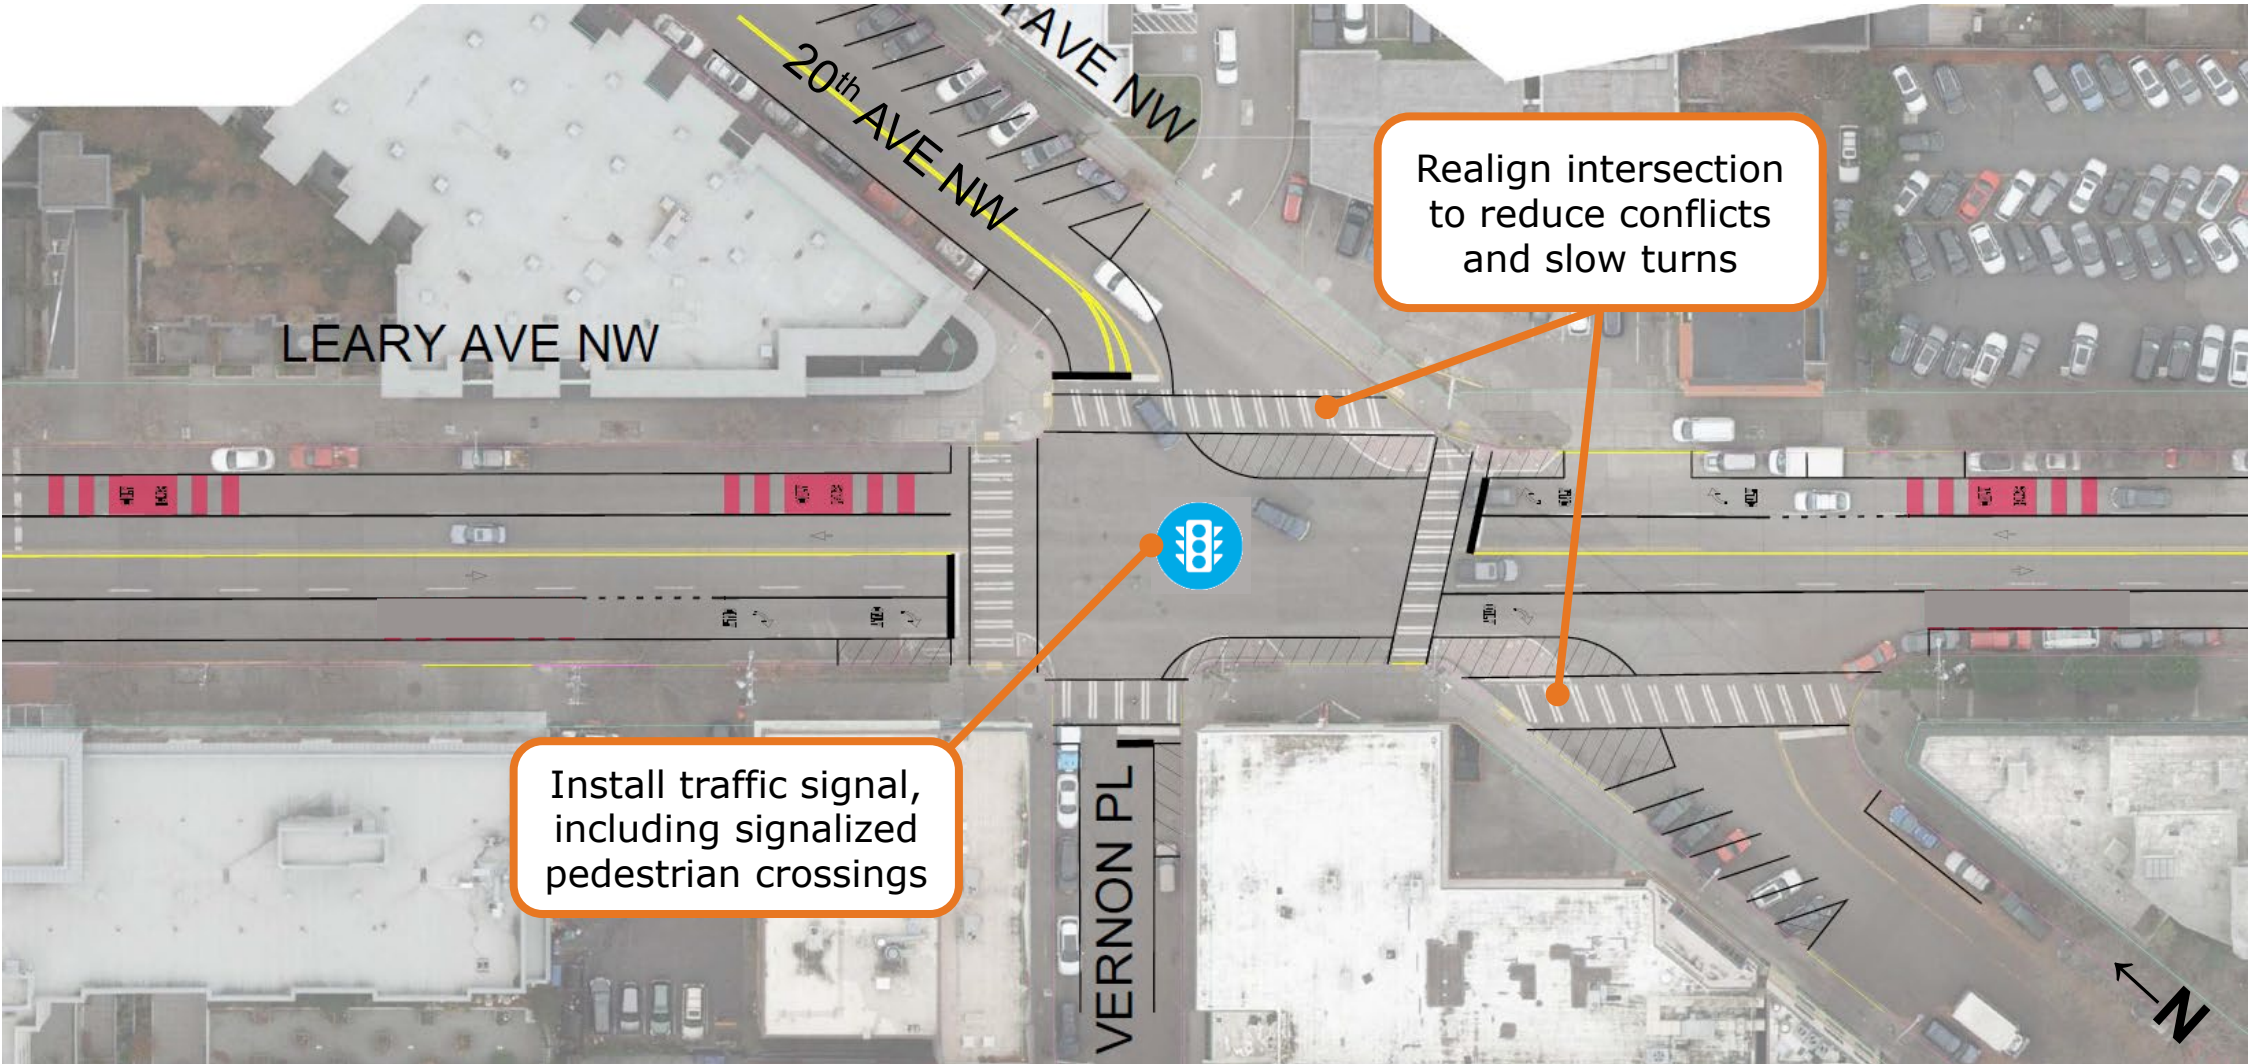 AVE NW
20th AVE NW
Realign intersection
to reduce conflicts
and slow turns
LEARY AVE NW
Install traffic signal,
including signalized
pedestrian crossings
VERNON PL
N